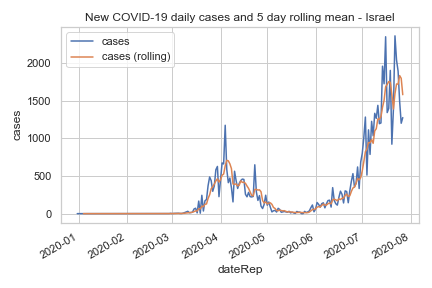 New COVID-19 daily cases and 5 day rolling mean - Israel
cases
cases (rolling)
2000
1500
1000
500
0
cases
2020-01
2020-02
2020-03
2020-04
2020-05
2020-06
2020-07
2020-08
dateRep